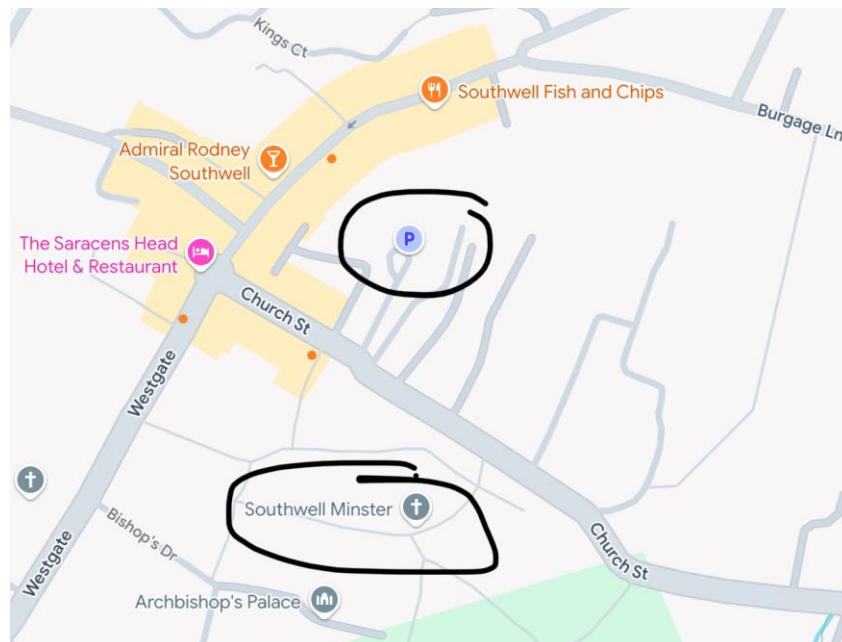 Kings Ct
Southwell Fish and Chips
Burgage Ln
Admiral Rodney
Southwell
P
The Saracens Head
Hotel & Restaurant
Church St
Westgate
Southwell Minster
Bishop's Dr
Westgate
Church St
Archbishop's Palace